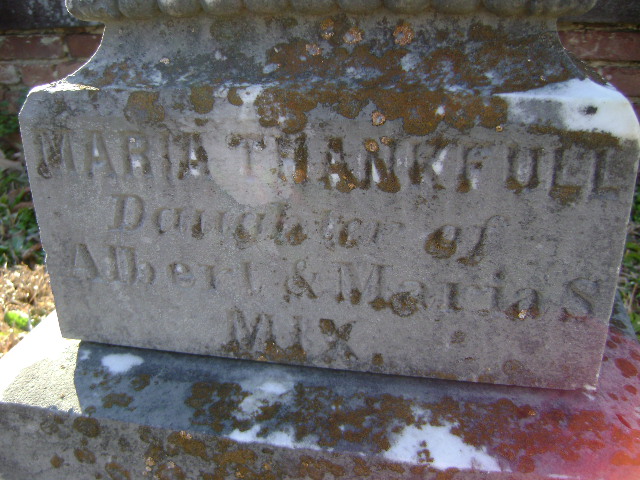 MARIA THANKFULL
Daughter of
Albert & Maria S
MIX.